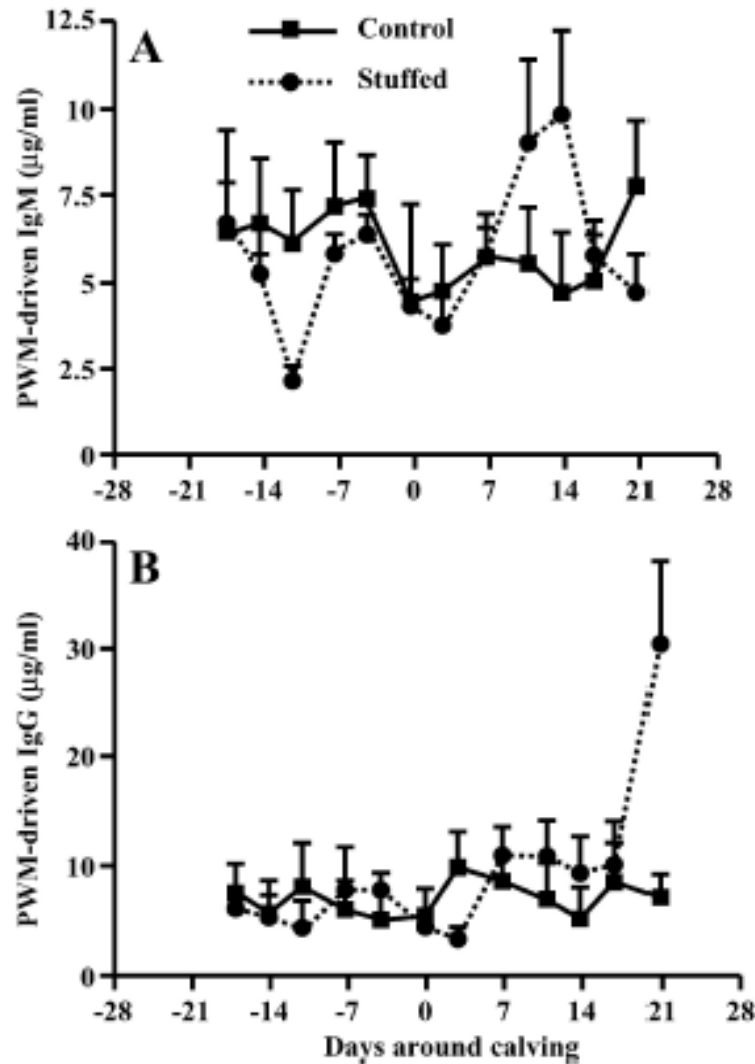 12.5
A
Control
Stuffed
10
7.5
5
2.5
0
PWM-driven IgM (µg/ml)
-28 -21 -14 -7 0 7 14 21 28
B
40
30
20
10
0
PWM-driven IgG (µg/ml)
-28 -21 -14 -7 0 7 14 21 28
Days around calving